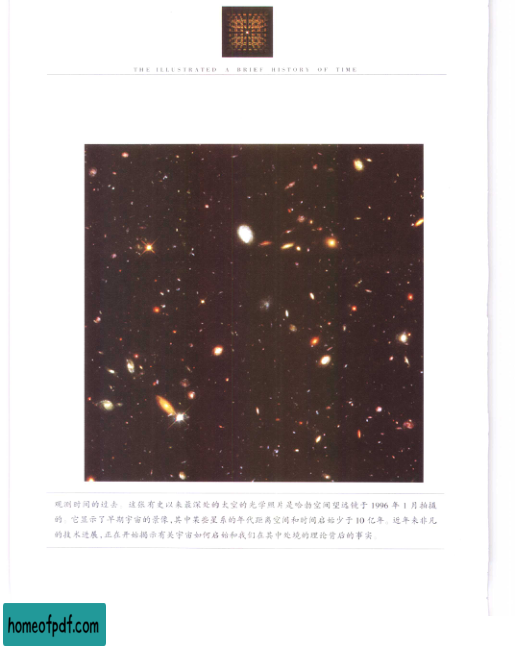 THE ILLUSTRATED A BRIEF HISTORY OF TIME
观测时间的过去。这张有史以来最深处的太空的光学照片是哈勃空间望远镜于 1996 年 1 月拍摄
的。它显示了早期宇宙的景像,其中某些星系的年代距离空间和时间启始少于 10 亿年。近年来非凡
的技术进展,正在开始揭示有关宇宙如何启始和我们在其中处境的理论背后的事实。
homeofpdf.com